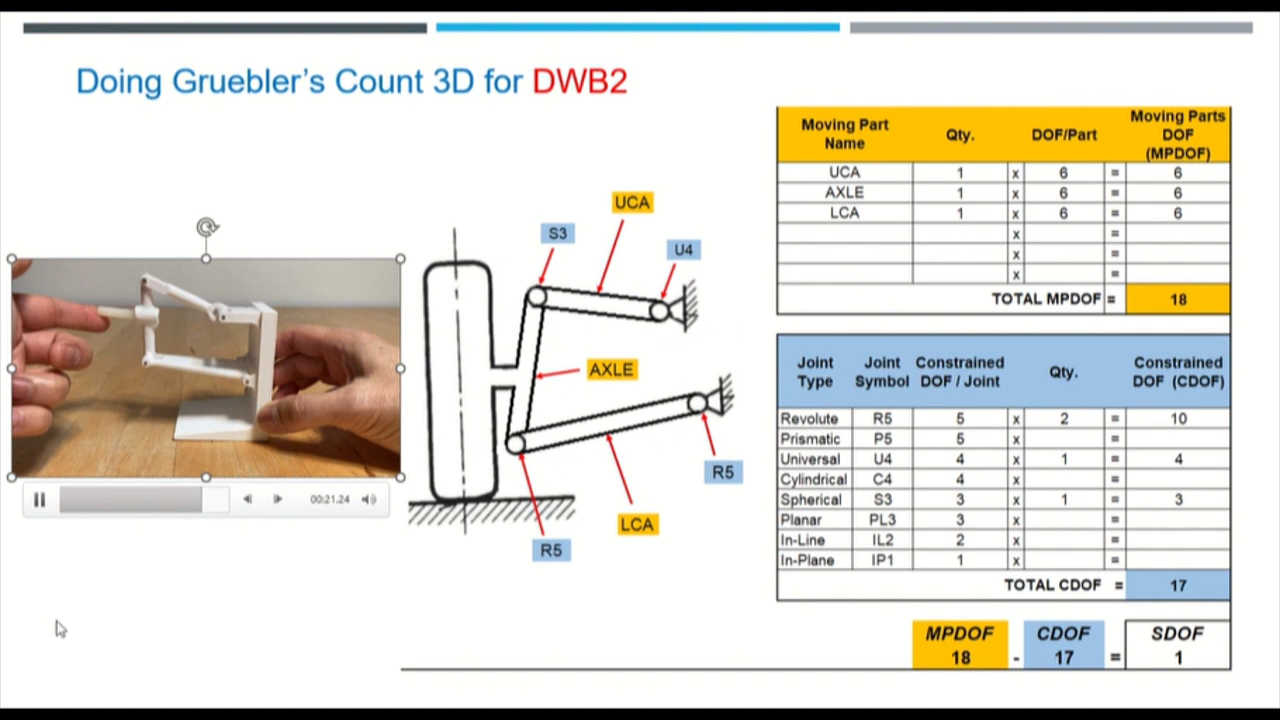 Doing Gruebler's Count 3D for DWB2
UCA
S3
U4
AXLE
R5
LCA
R5
00:21.24
Moving Part Name Qty. DOF/Part Moving Parts DOF (MPDOF)
UCA 1 x 6 = 6
AXLE 1 x 6 = 6
LCA 1 x 6 = 6
x =
x =
x =
TOTAL MPDOF = 18
Joint Type Joint Symbol Constrained DOF / Joint Qty. Constrained DOF (CDOF)
Revolute R5 5 x 2 = 10
Prismatic P5 5 x =
Universal U4 4 x 1 = 4
Cylindrical C4 4 x =
Spherical S3 3 x 1 = 3
Planar PL3 3 x =
In-Line IL2 2 x =
In-Plane IP1 1 x =
TOTAL CDOF = 17
MPDOF CDOF SDOF
18 - 17 = 1